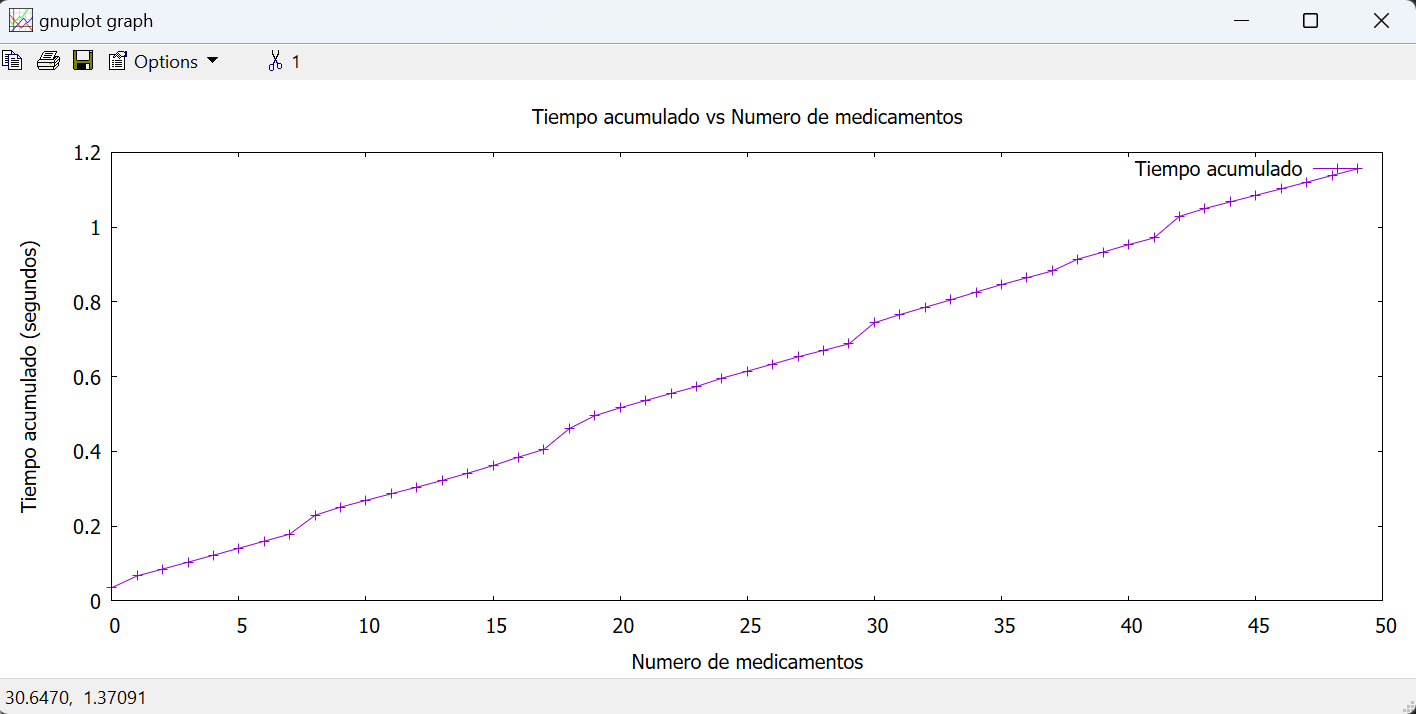 gnuplot graph
Options 1
Tiempo acumulado vs Numero de medicamentos
Tiempo acumulado
Tiempo acumulado (segundos)
1.2
1
0.8
0.6
0.4
0.2
0
0 5 10 15 20 25 30 35 40 45 50
Numero de medicamentos
30.6470, 1.37091